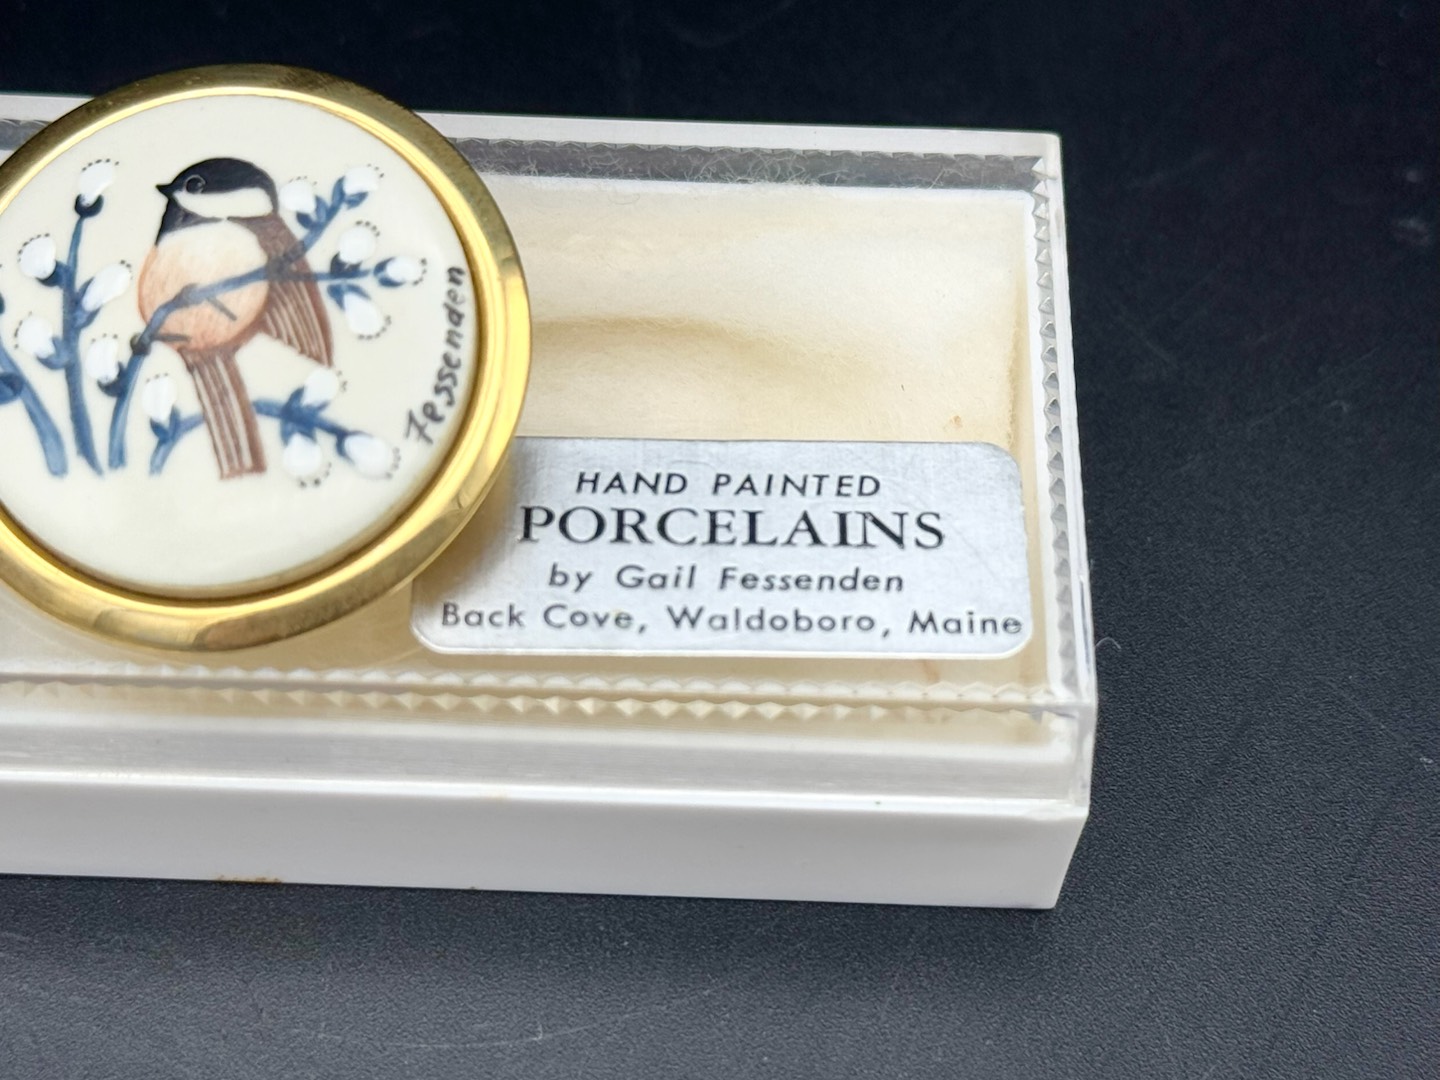 Fessenden
HAND PAINTED
PORCELAINS
by Gail Fessenden
Back Cove, Waldoboro, Maine